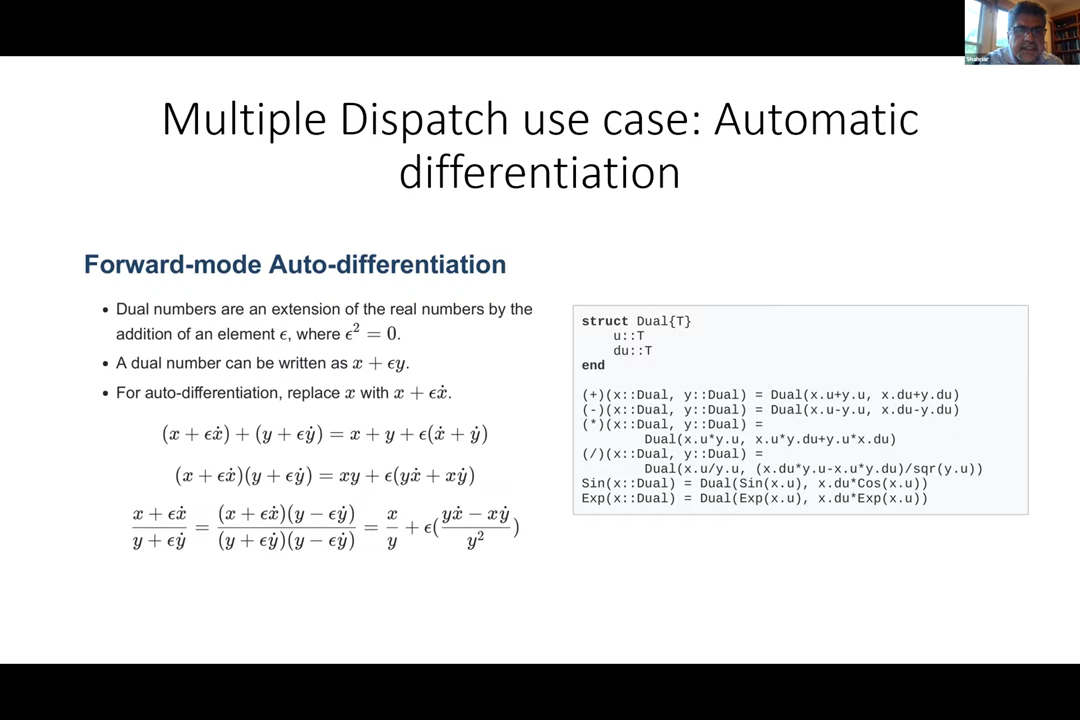 Shahriar
Multiple Dispatch use case: Automatic
differentiation
Forward-mode Auto-differentiation
• Dual numbers are an extension of the real numbers by the
addition of an element ϵ, where ϵ² = 0.
• A dual number can be written as x + ϵy.
• For auto-differentiation, replace x with x + ϵẋ.
(x + ϵẋ) + (y + ϵẏ) = x + y + ϵ(ẋ + ẏ)
(x + ϵẋ)(y + ϵẏ) = xy + ϵ(yẋ + xẏ)
(x + ϵẋ)/(y + ϵẏ) = (x + ϵẋ)(y − ϵẏ)/(y + ϵẏ)(y − ϵẏ) = x/y + ϵ((yẋ − xẏ)/y²)
struct Dual{T}
    u::T
    du::T
end
(+)(x::Dual, y::Dual) = Dual(x.u+y.u, x.du+y.du)
(-)(x::Dual, y::Dual) = Dual(x.u-y.u, x.du-y.du)
(*)(x::Dual, y::Dual) =
        Dual(x.u*y.u, x.u*y.du+y.u*x.du)
(/)(x::Dual, y::Dual) =
        Dual(x.u/y.u, (x.du*y.u-x.u*y.du)/sqr(y.u))
Sin(x::Dual) = Dual(Sin(x.u), x.du*Cos(x.u))
Exp(x::Dual) = Dual(Exp(x.u), x.du*Exp(x.u))